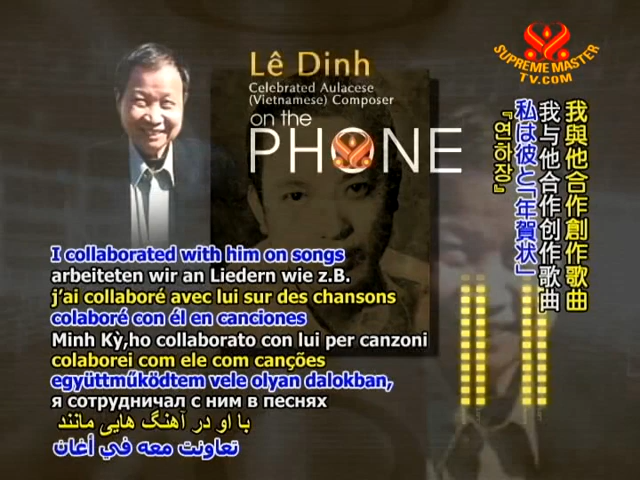 Lê Dinh
Celebrated Aulacese
(Vietnamese) Composer
on the
PHONE
SUPREME MASTER
TV.COM
我與他合作創作歌曲
我与他合作创作歌曲
私は彼と「年賀状」
『연하장』
I collaborated with him on songs
arbeiteten wir an Liedern wie z.B.
j'ai collaboré avec lui sur des chansons
colaboré con él en canciones
Minh Kỳ,ho collaborato con lui per canzoni
colaborei com ele com canções
együttműködtem vele olyan dalokban,
я сотрудничал с ним в песнях
با او در آهنگ هایی مانند
تعاونت معه في أغان